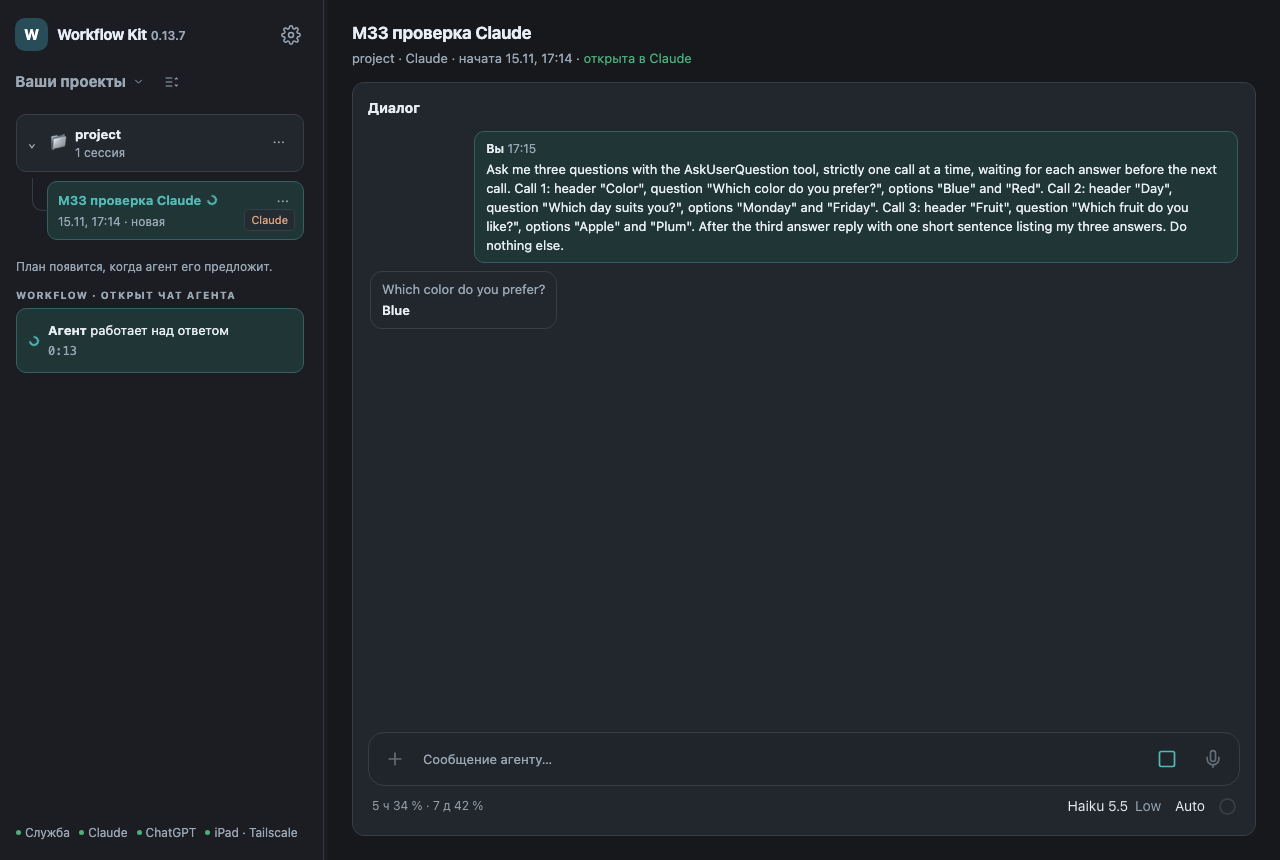 W Workflow Kit 0.13.7
Ваши проекты
project
1 сессия
...
М33 проверка Claude
...
15.11, 17:14 · новая
Claude
План появится, когда агент его предложит.
WORKFLOW · ОТКРЫТ ЧАТ АГЕНТА
Агент работает над ответом
0:13
Служба Claude ChatGPT iPad · Tailscale
М33 проверка Claude
project · Claude · начата 15.11, 17:14 · открыта в Claude
Диалог
Вы 17:15
Ask me three questions with the AskUserQuestion tool, strictly one call at a time, waiting for each answer before the next
call. Call 1: header "Color", question "Which color do you prefer?", options "Blue" and "Red". Call 2: header "Day",
question "Which day suits you?", options "Monday" and "Friday". Call 3: header "Fruit", question "Which fruit do you
like?", options "Apple" and "Plum". After the third answer reply with one short sentence listing my three answers. Do
nothing else.
Which color do you prefer?
Blue
Сообщение агенту...
5 ч 34 % · 7 д 42 %
Haiku 5.5 Low Auto